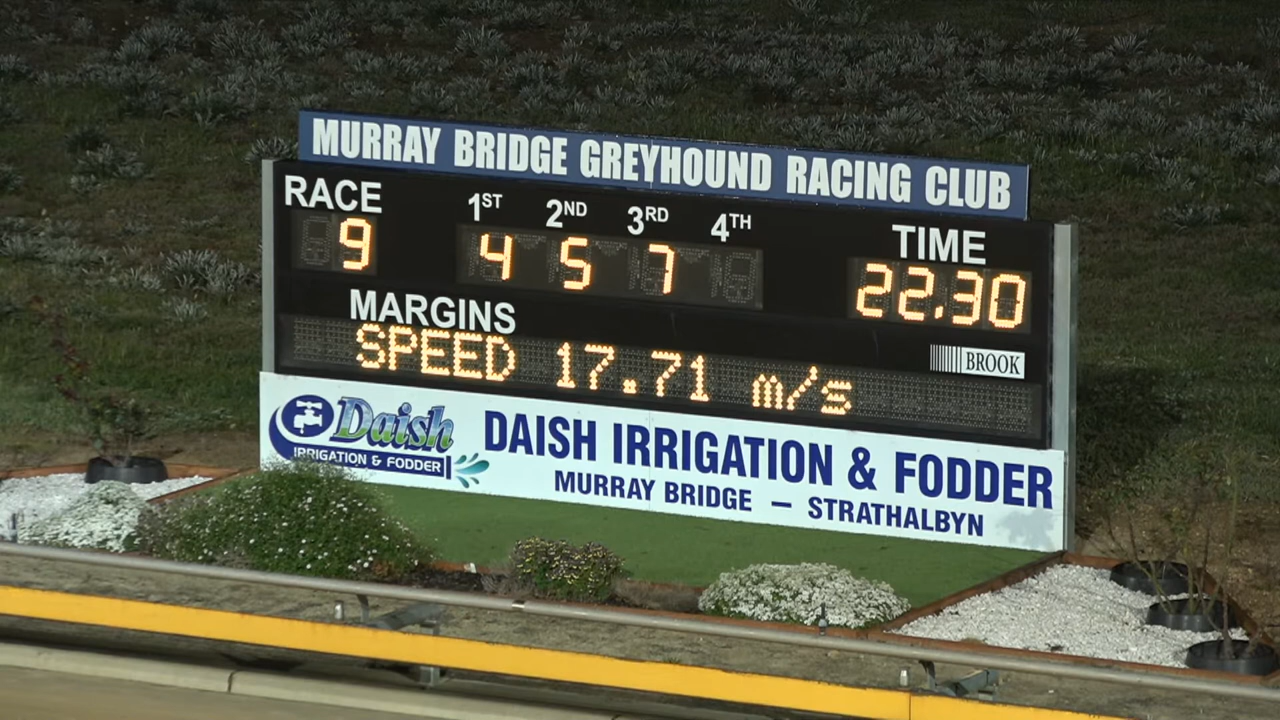 MURRAY BRIDGE GREYHOUND RACING CLUB
RACE 1ST 2ND 3RD 4TH TIME
9 4 5 7 22.30
MARGINS
SPEED 17.71 m/s
BROOK
Daish
IRRIGATION & FODDER
DAISH IRRIGATION & FODDER
MURRAY BRIDGE – STRATHALBYN